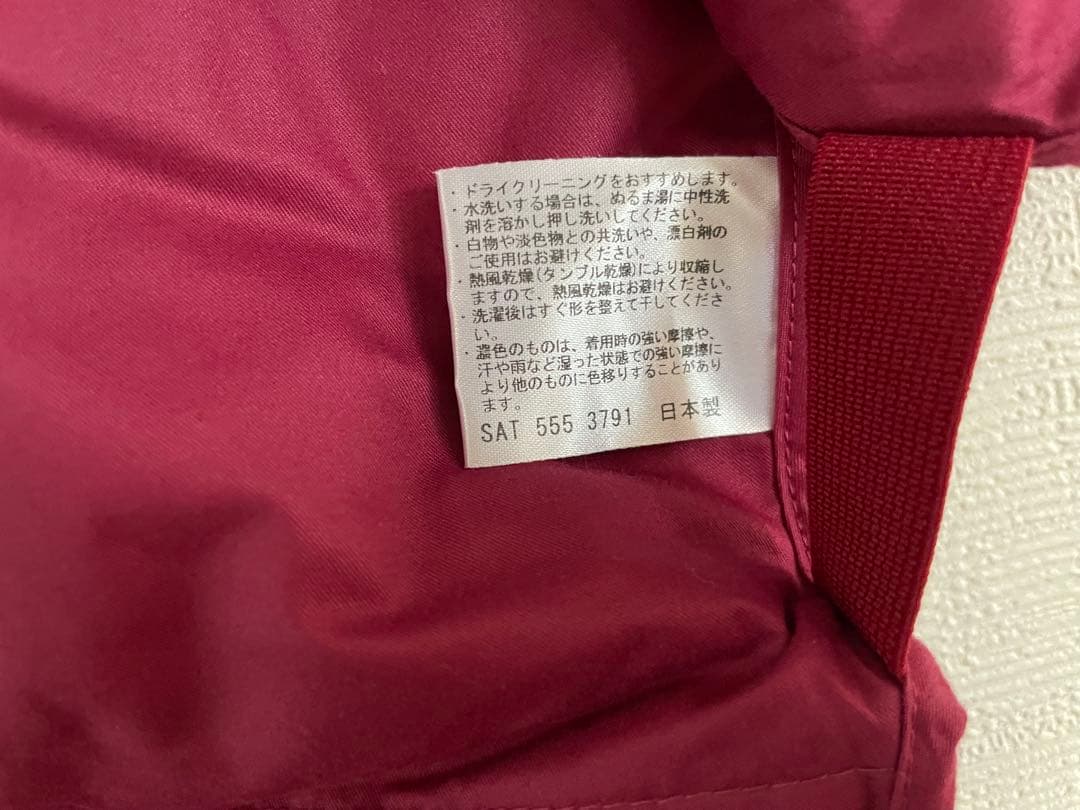 ・ドライクリーニングをおすすめします。
・水洗いする場合は、ぬるま湯に中性洗
剤を溶かし押し洗いしてください。
・白物や淡色物との共洗いや、漂白剤の
ご使用はお避けください。
・熱風乾燥(タンブル乾燥)により収縮し
ますので、熱風乾燥はお避けください。
・洗濯後はすぐ形を整えて干してくださ
い。
・濃色のものは、着用時の強い摩擦や、
汗や雨など湿った状態での強い摩擦に
より他のものに色移りすることがあり
ます。
SAT 555 3791 日本製